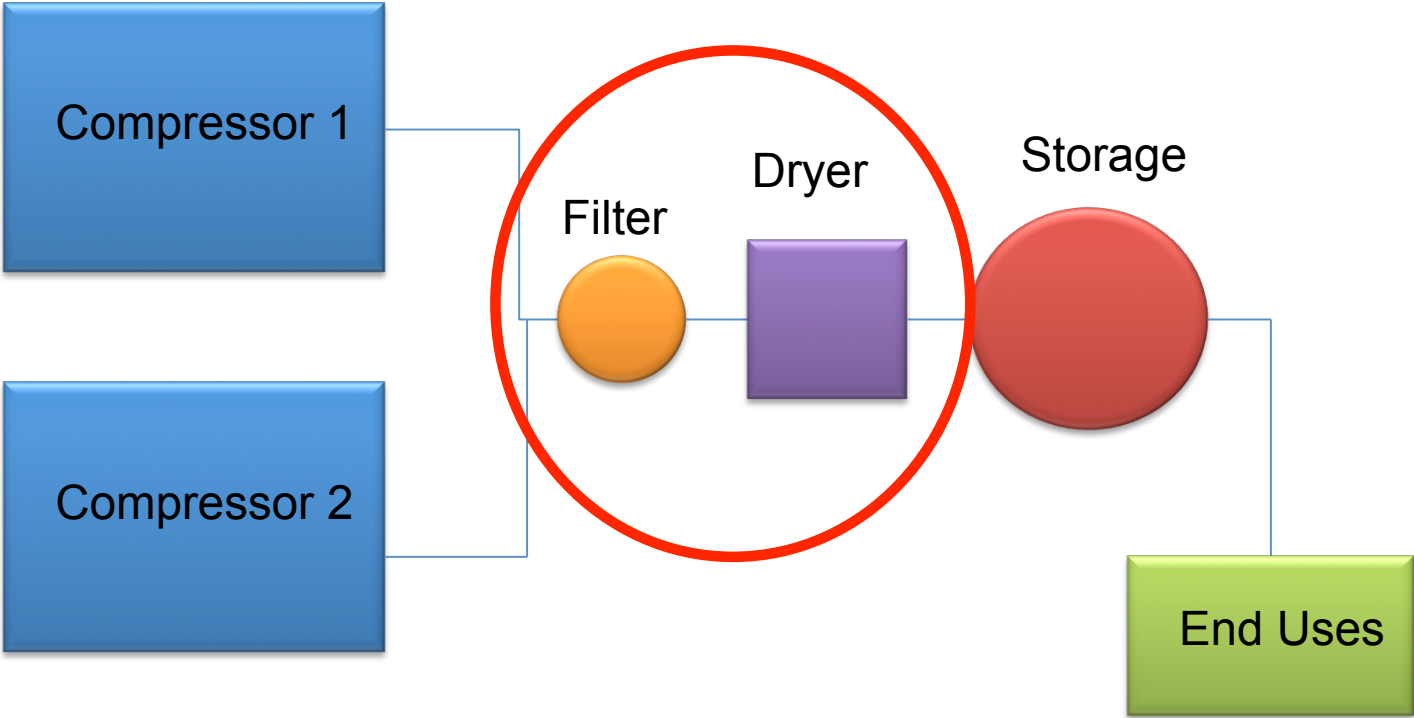 Compressor 1
Filter
Dryer
Storage
Compressor 2
End Uses